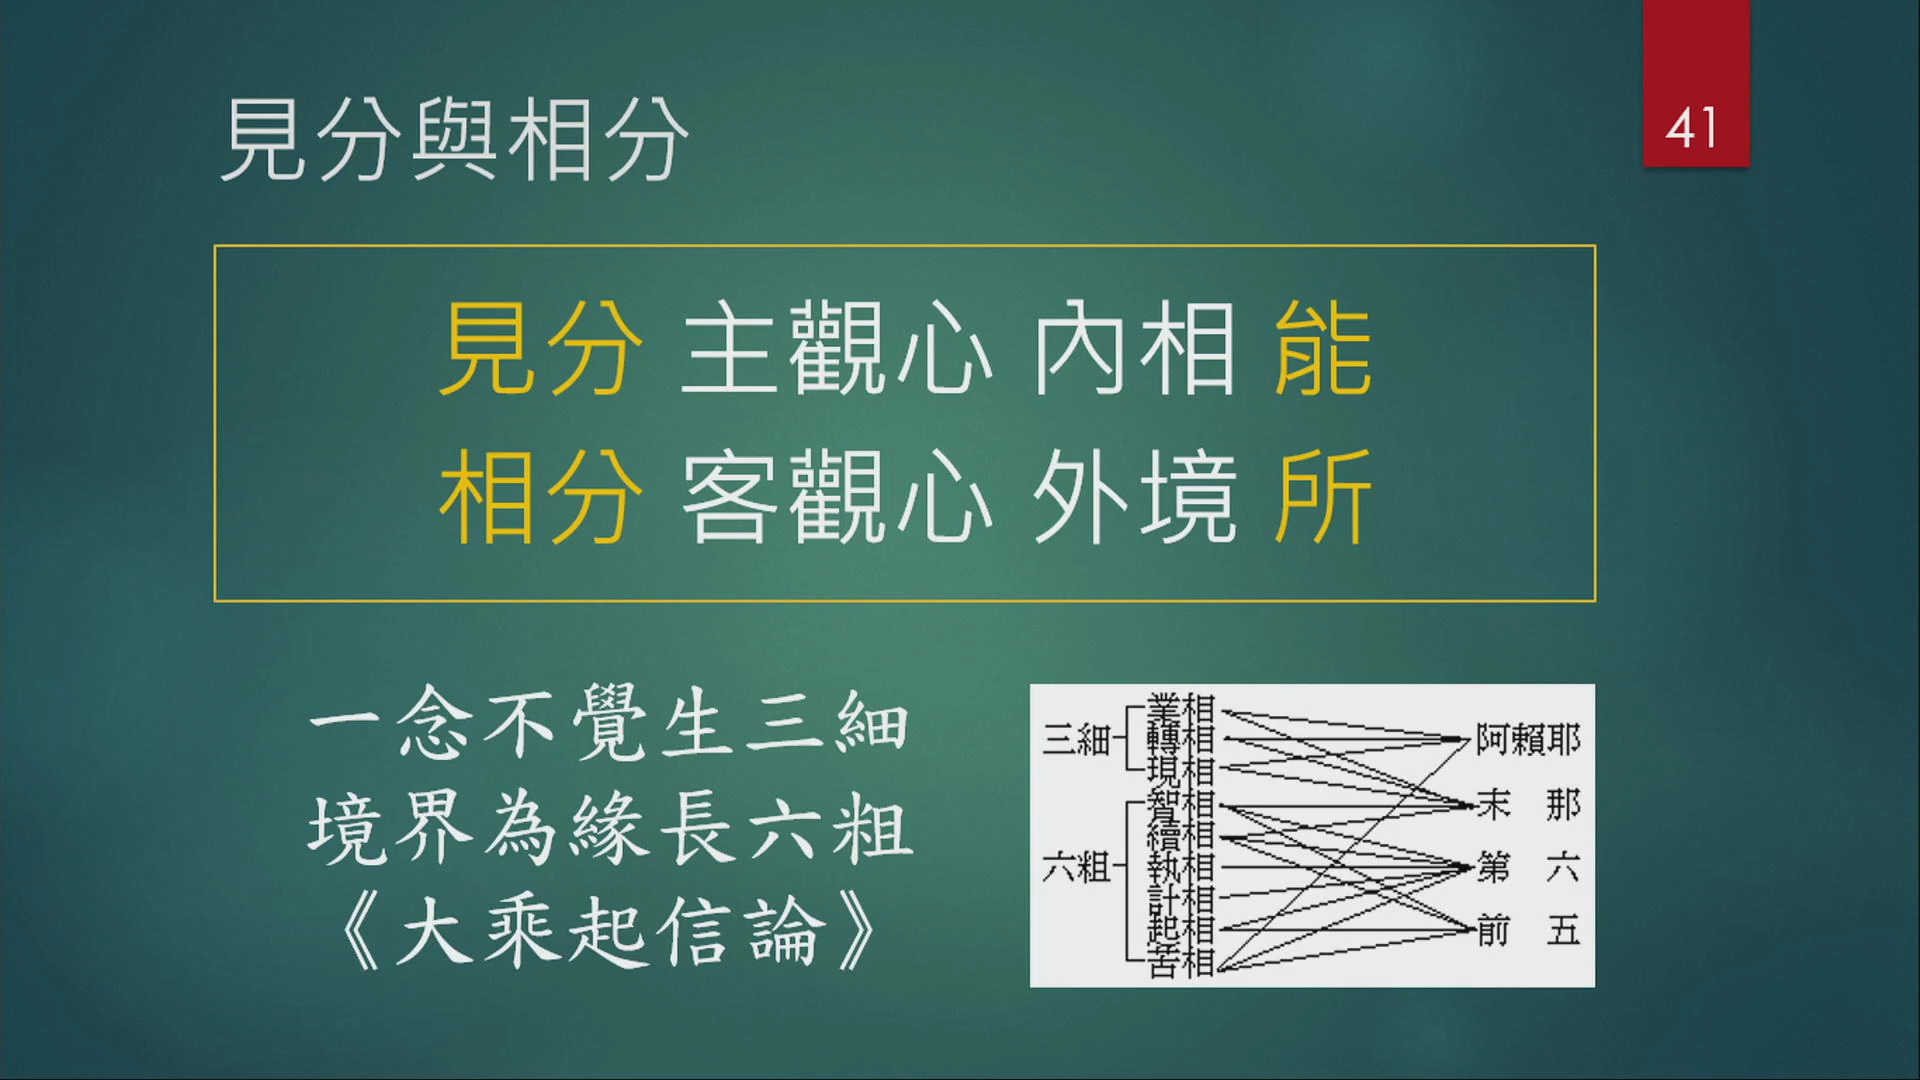 見分與相分
41
見分 主觀心 內相 能
相分 客觀心 外境 所
一念不覺生三細
境界為緣長六粗
《大乘起信論》
三細
業相
轉相
現相
六粗
智相
續相
執相
計相
起相
苦相
阿賴耶
末 那
第 六
前 五